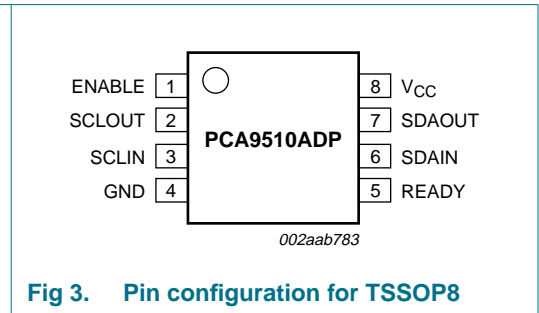 ENABLE 1 8 VCC
SCLOUT 2 7 SDAOUT
PCA9510ADP
SCLIN 3 6 SDAIN
GND 4 5 READY
002aab783
Fig 3. Pin configuration for TSSOP8